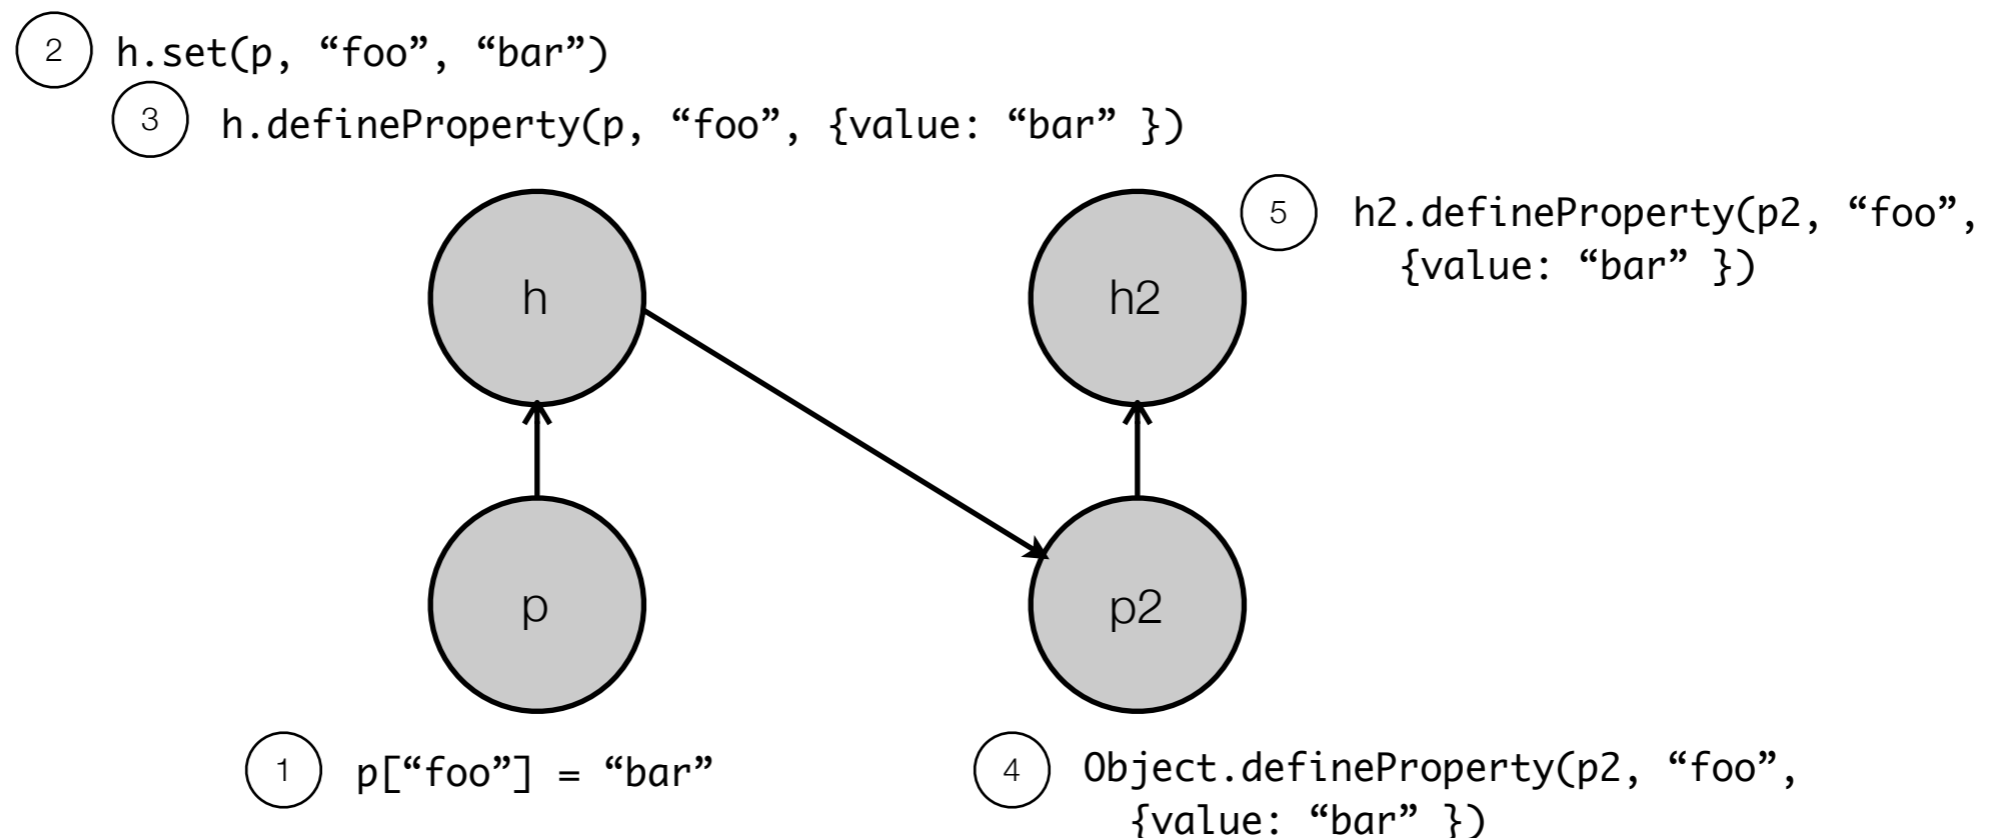 2 h.set(p, “foo”, “bar”)
3 h.defineProperty(p, “foo”, {value: “bar” })
5 h2.defineProperty(p2, “foo”,
{value: “bar” })
h
h2
p
p2
1 p[“foo”] = “bar”
4 Object.defineProperty(p2, “foo”,
{value: “bar” })